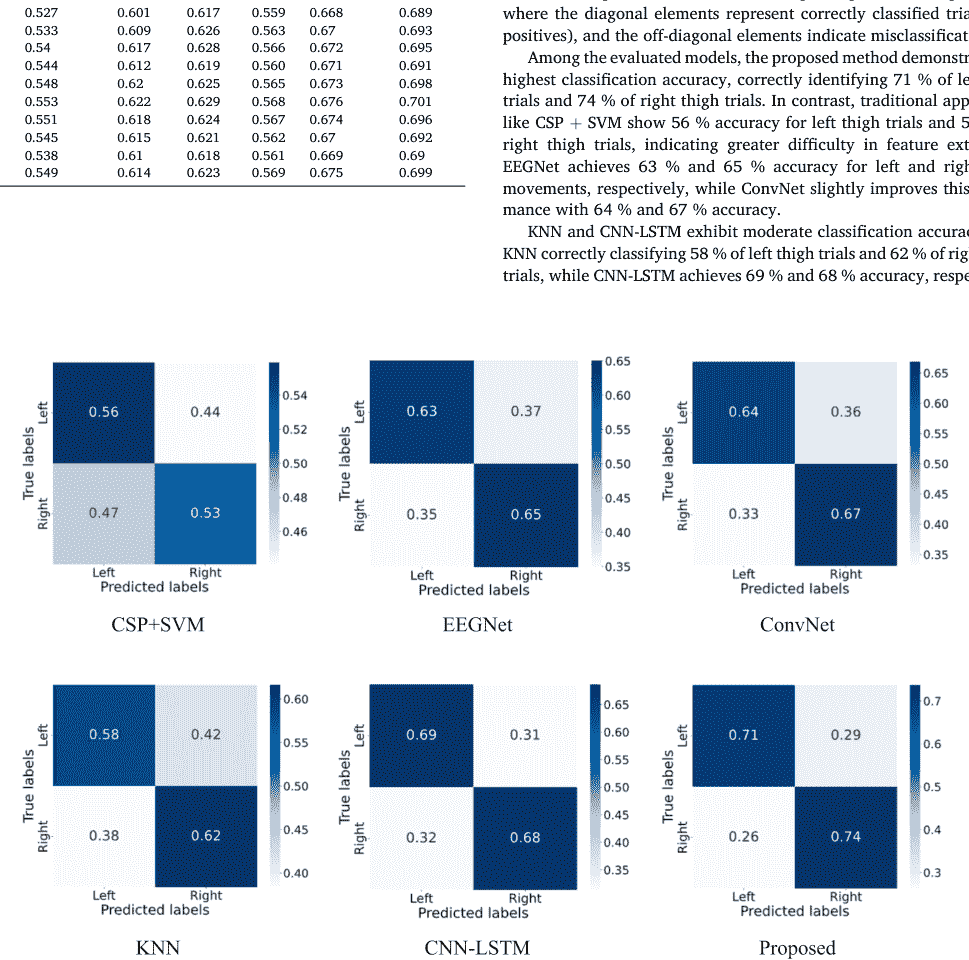 0.527 0.601 0.617 0.559 0.668 0.689
0.533 0.609 0.626 0.563 0.67 0.693
0.54 0.617 0.628 0.566 0.672 0.695
0.544 0.612 0.619 0.560 0.671 0.691
0.548 0.62 0.625 0.565 0.673 0.698
0.553 0.622 0.629 0.568 0.676 0.701
0.551 0.618 0.624 0.567 0.674 0.696
0.545 0.615 0.621 0.562 0.67 0.692
0.538 0.61 0.618 0.561 0.669 0.69
0.549 0.614 0.623 0.569 0.675 0.699
where the diagonal elements represent correctly classified tria
positives), and the off-diagonal elements indicate misclassificat
Among the evaluated models, the proposed method demonstr
highest classification accuracy, correctly identifying 71 % of le
trials and 74 % of right thigh trials. In contrast, traditional app
like CSP + SVM show 56 % accuracy for left thigh trials and 5
right thigh trials, indicating greater difficulty in feature ext
EEGNet achieves 63 % and 65 % accuracy for left and righ
movements, respectively, while ConvNet slightly improves this
mance with 64 % and 67 % accuracy.
KNN and CNN-LSTM exhibit moderate classification accurac
KNN correctly classifying 58 % of left thigh trials and 62 % of righ
trials, while CNN-LSTM achieves 69 % and 68 % accuracy, respe
True labels
Left
Right
0.56 0.44
0.47 0.53
Left Right
Predicted labels
0.54
0.52
0.50
0.48
0.46
CSP+SVM
True labels
Left
Right
0.63 0.37
0.35 0.65
Left Right
Predicted labels
0.65
0.60
0.55
0.50
0.45
0.40
0.35
EEGNet
True labels
Left
Right
0.64 0.36
0.33 0.67
Left Right
Predicted labels
0.65
0.60
0.55
0.50
0.45
0.40
0.35
ConvNet
True labels
Left
Right
0.58 0.42
0.38 0.62
Left Right
Predicted labels
0.60
0.55
0.50
0.45
0.40
KNN
True labels
Left
Right
0.69 0.31
0.32 0.68
Left Right
Predicted labels
0.65
0.60
0.55
0.50
0.45
0.40
0.35
CNN-LSTM
True labels
Left
Right
0.71 0.29
0.26 0.74
Left Right
Predicted labels
0.7
0.6
0.5
0.4
0.3
Proposed